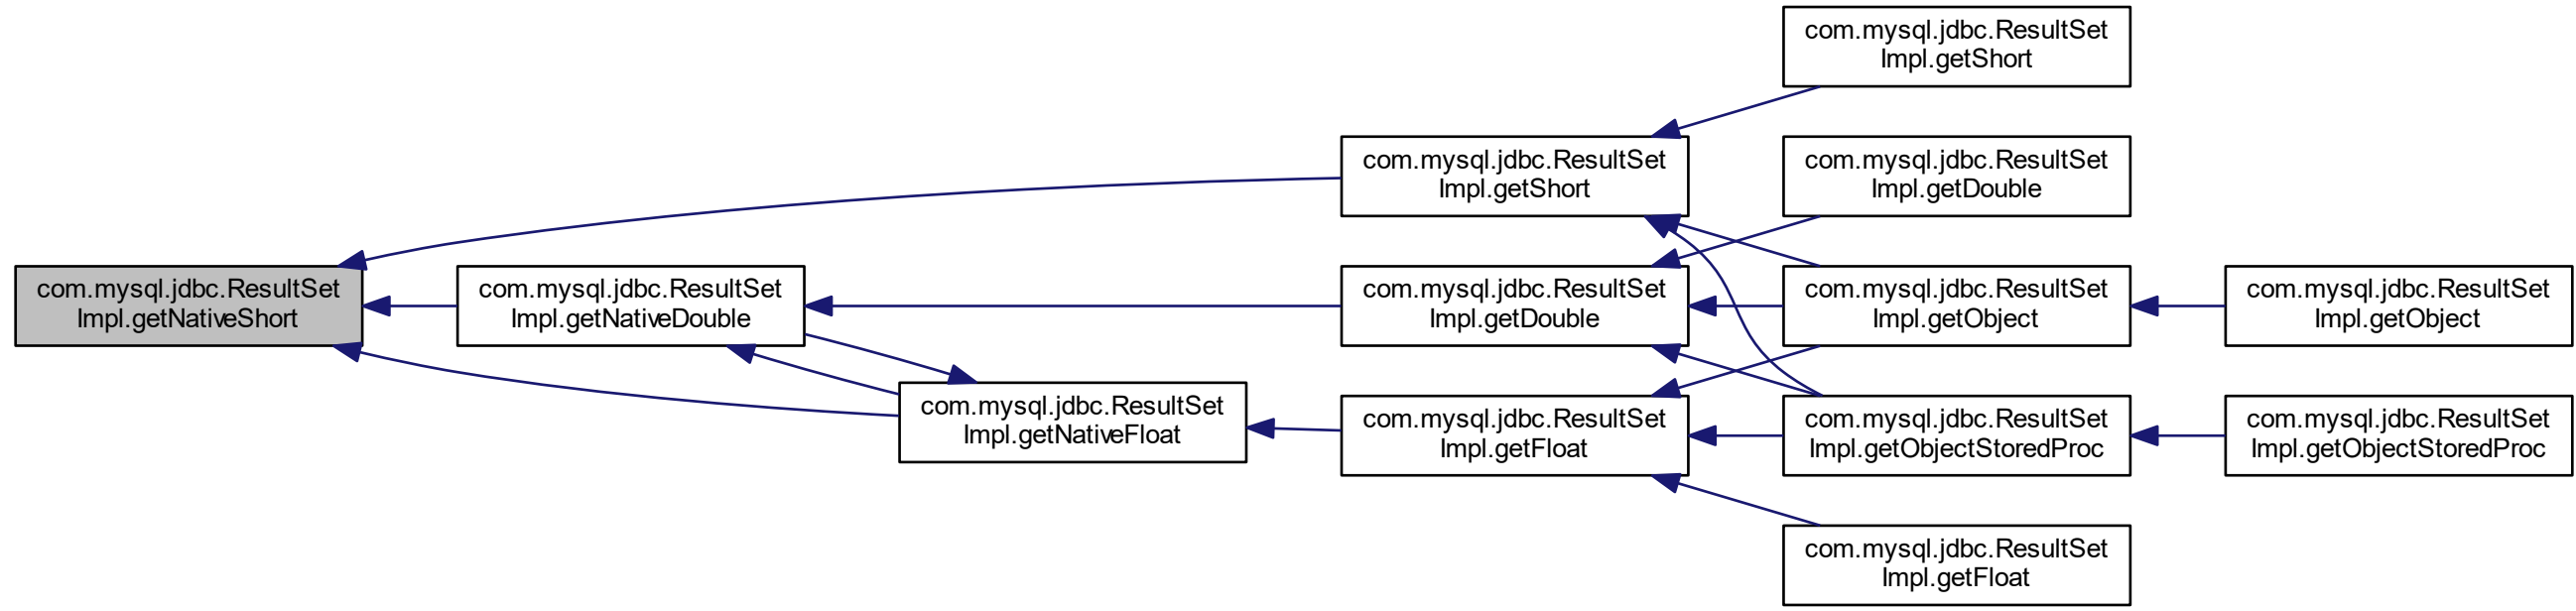 com.mysql.jdbc.ResultSet
Impl.getNativeShort
com.mysql.jdbc.ResultSet
Impl.getNativeDouble
com.mysql.jdbc.ResultSet
Impl.getNativeFloat
com.mysql.jdbc.ResultSet
Impl.getShort
com.mysql.jdbc.ResultSet
Impl.getDouble
com.mysql.jdbc.ResultSet
Impl.getFloat
com.mysql.jdbc.ResultSet
Impl.getShort
com.mysql.jdbc.ResultSet
Impl.getDouble
com.mysql.jdbc.ResultSet
Impl.getObject
com.mysql.jdbc.ResultSet
Impl.getObjectStoredProc
com.mysql.jdbc.ResultSet
Impl.getFloat
com.mysql.jdbc.ResultSet
Impl.getObject
com.mysql.jdbc.ResultSet
Impl.getObjectStoredProc